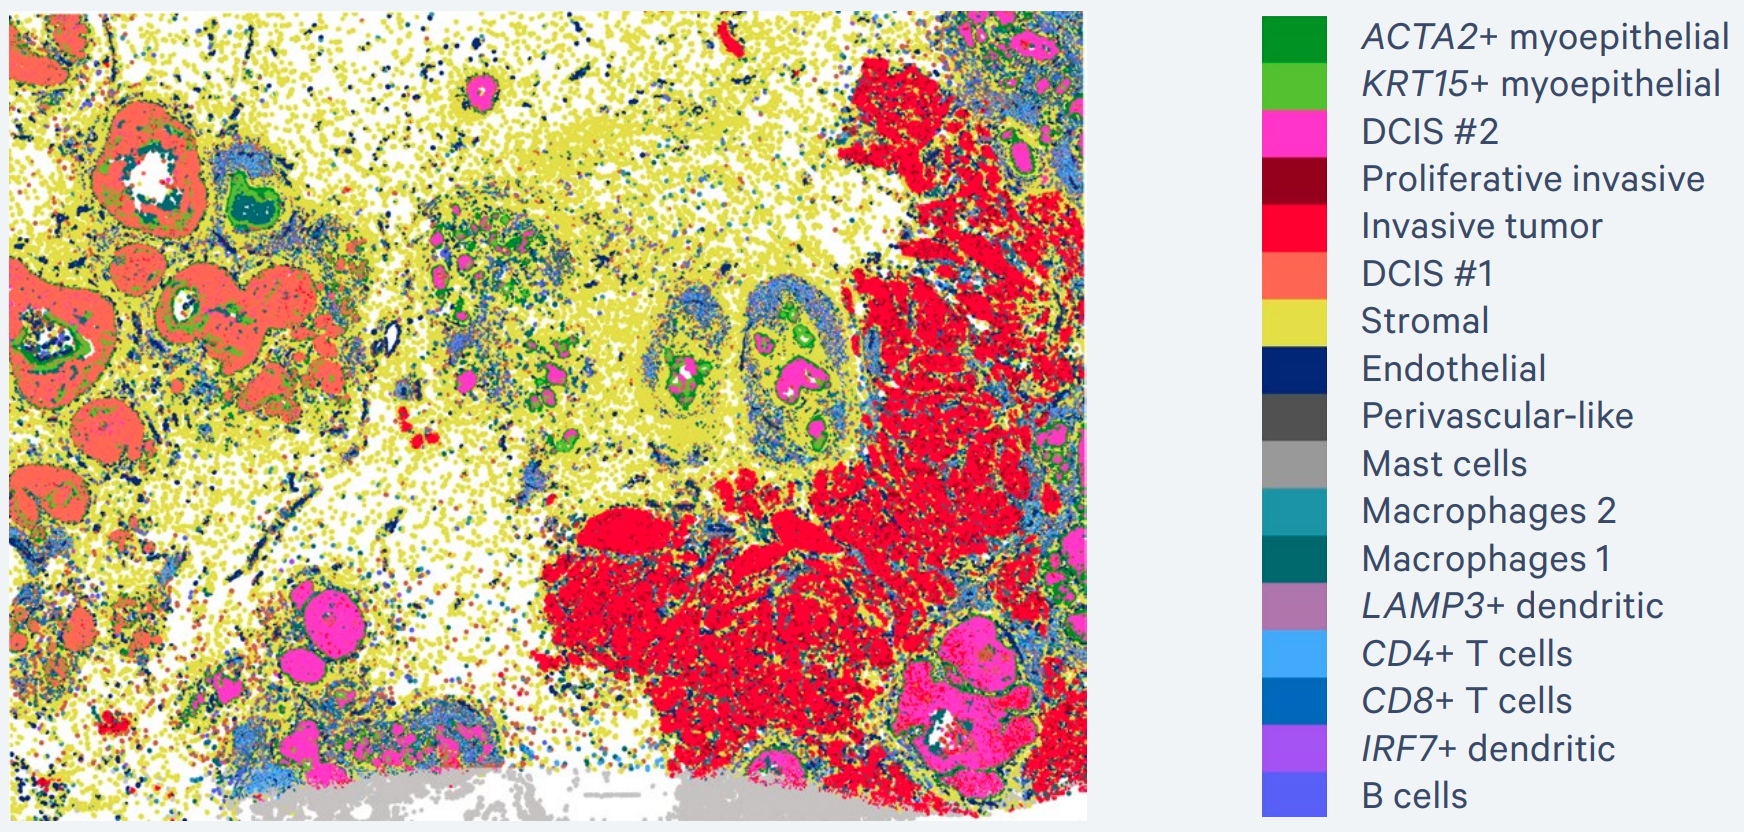 ACTA2+ myoepithelial
KRT15+ myoepithelial
DCIS #2
Proliferative invasive
Invasive tumor
DCIS #1
Stromal
Endothelial
Perivascular-like
Mast cells
Macrophages 2
Macrophages 1
LAMP3+ dendritic
CD4+ T cells
CD8+ T cells
IRF7+ dendritic
B cells